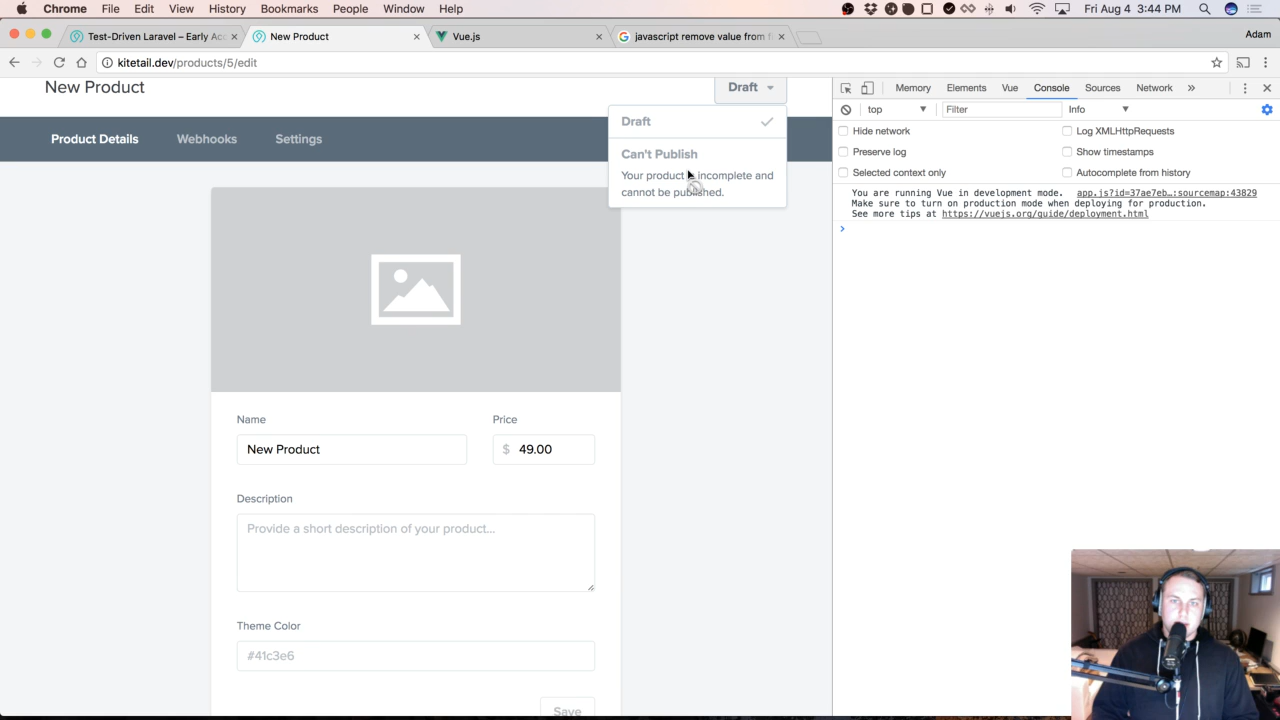 Chrome File Edit View History Bookmarks People Window Help Fri Aug 4 3:44 PM
Test-Driven Laravel – Early Acc
New Product
Vue.js
javascript remove value from
Adam
kitetail.dev/products/5/edit
New Product
Draft
Draft
Can't Publish
Your product incomplete and
cannot be published.
Product Details Webhooks Settings
Name
New Product
Price
$ 49.00
Description
Provide a short description of your product...
Theme Color
#41c3e6
Save
Memory Elements Vue Console Sources Network »
top Filter Info
Hide network Log XMLHttpRequests
Preserve log Show timestamps
Selected context only Autocomplete from history
You are running Vue in development mode. app.js?id=37ae7eb…:sourcemap:43829
Make sure to turn on production mode when deploying for production.
See more tips at https://vuejs.org/guide/deployment.html